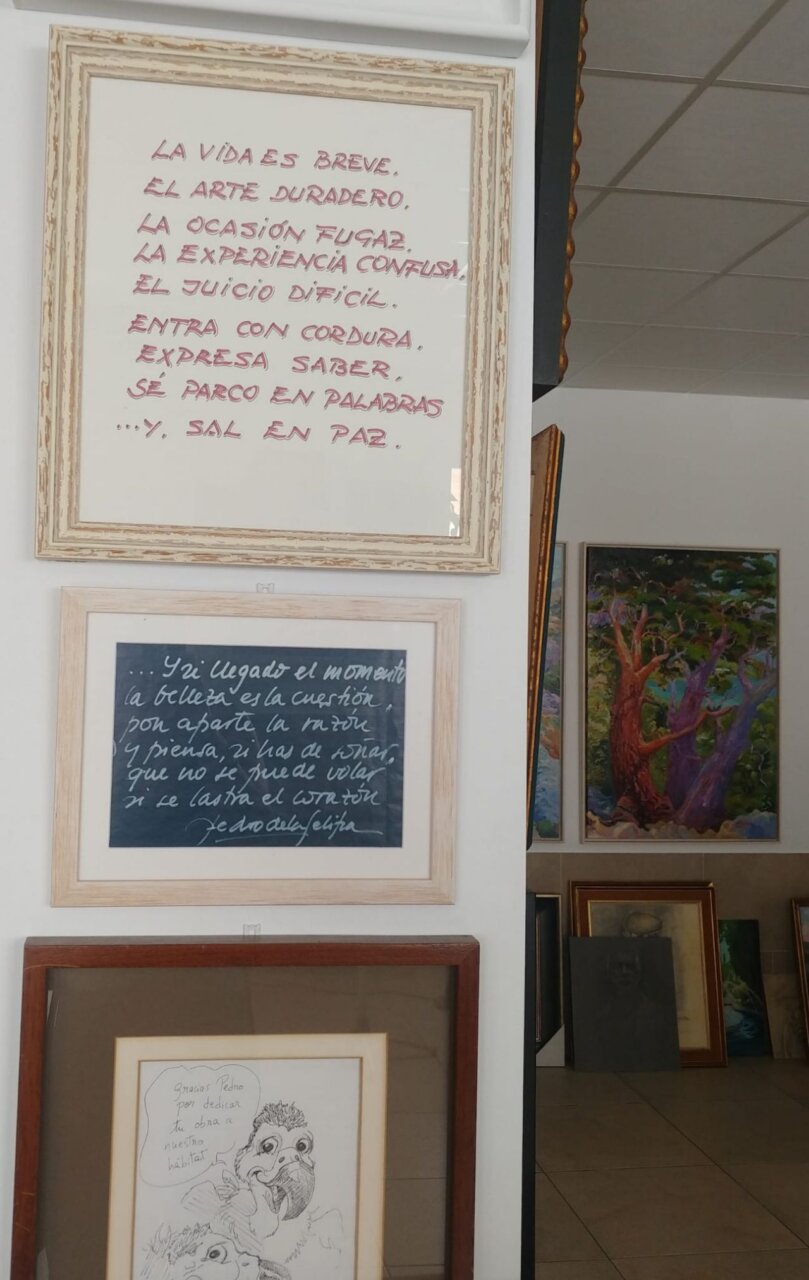 LA VIDA ES BREVE.
EL ARTE DURADERO.
LA OCASIÓN FUGAZ.
LA EXPERIENCIA CONFUSA.
EL JUICIO DIFICIL.
ENTRA CON CORDURA.
EXPRESA SABER.
SÉ PARCO EN PALABRAS
...Y. SAL EN PAZ.
... Y si llegado el momento
la belleza es la cuestión,
pon aparte la razón
y piensa, si has de soñar,
que no se puede volar
si se lastra el corazón
Pedro de la
Gracias Pedro
por dedicar
tu obra a
nuestro
hábitat